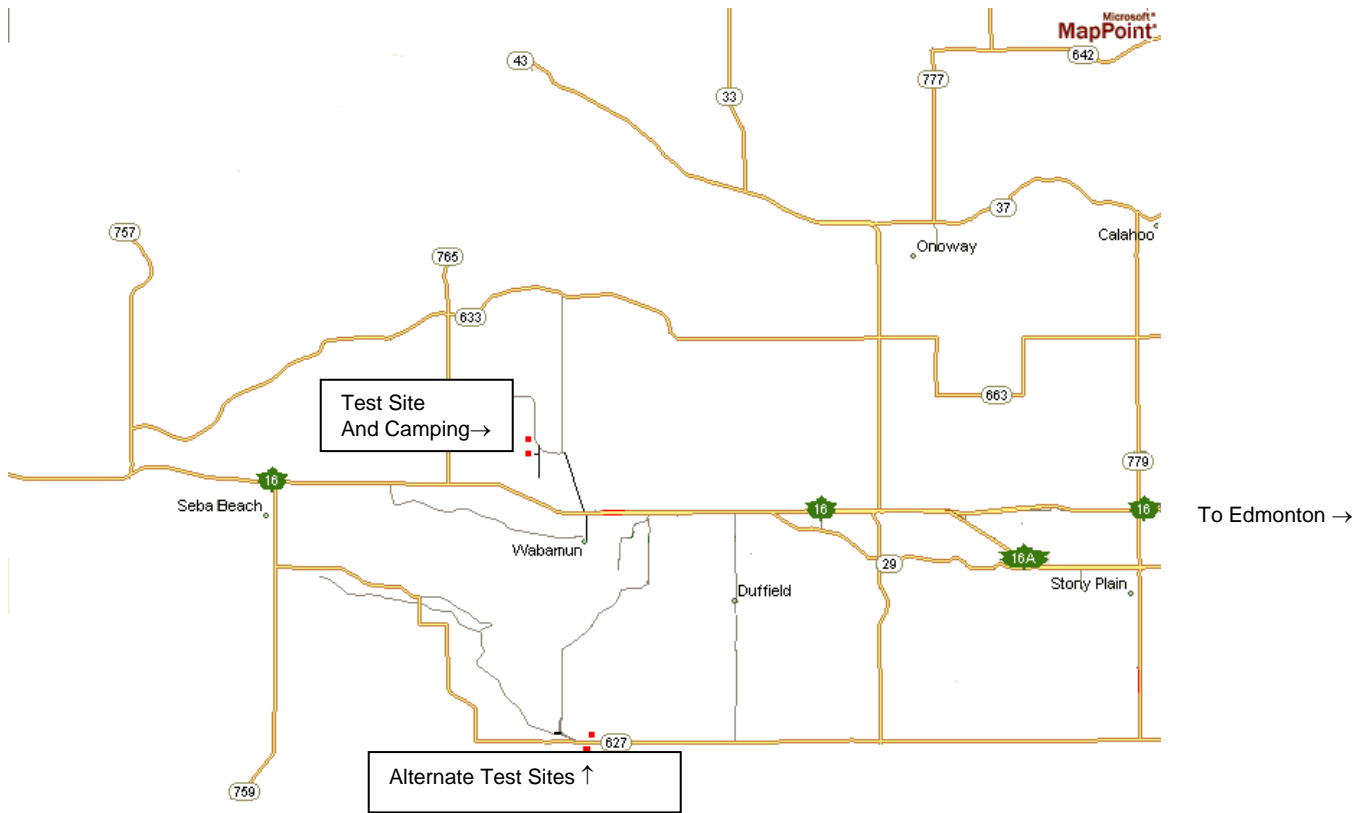 Microsoft®
MapPoint®
43
642
777
33
37
757
Calahoo
Onoway
765
633
Test Site
And Camping→
663
779
16
Seba Beach
16
16
To Edmonton →
Wabamun
16A
29
Stony Plain
Duffield
627
Alternate Test Sites ↑
759